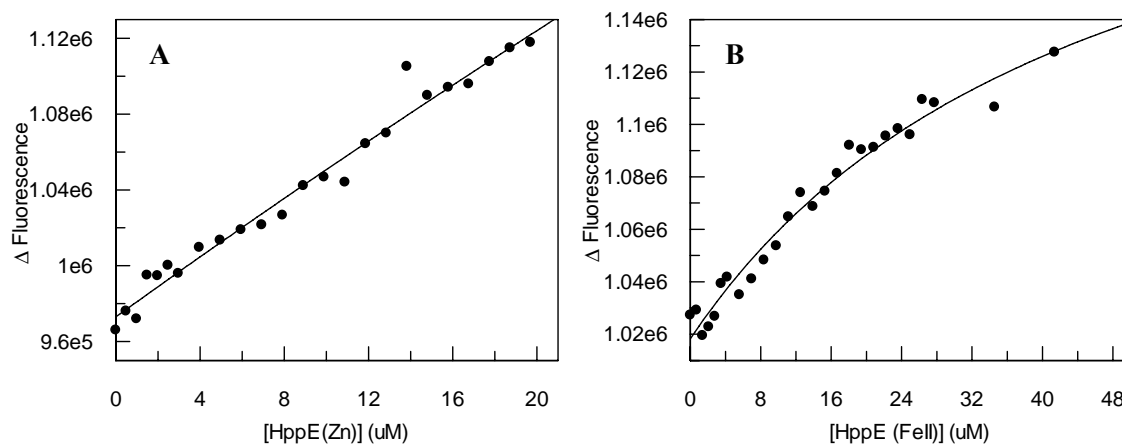 A
Δ Fluorescence
1.12e6
1.08e6
1.04e6
1e6
9.6e5
0 4 8 12 16 20
[HppE(Zn)] (uM)
B
Δ Fluorescence
1.14e6
1.12e6
1.1e6
1.08e6
1.06e6
1.04e6
1.02e6
0 8 16 24 32 40 48
[HppE (FeII)] (uM)